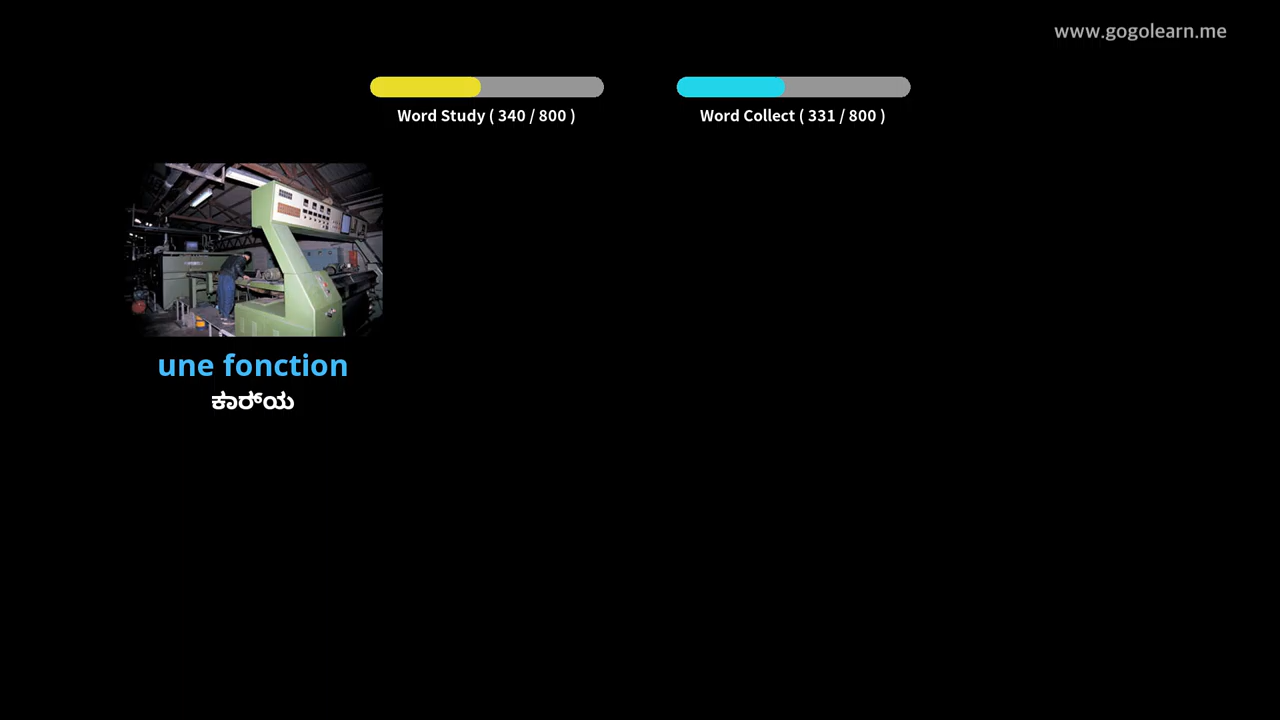 www.gogolearn.me
Word Study ( 340 / 800 )
Word Collect ( 331 / 800 )
une fonction
ಕಾರ್‍ಯ